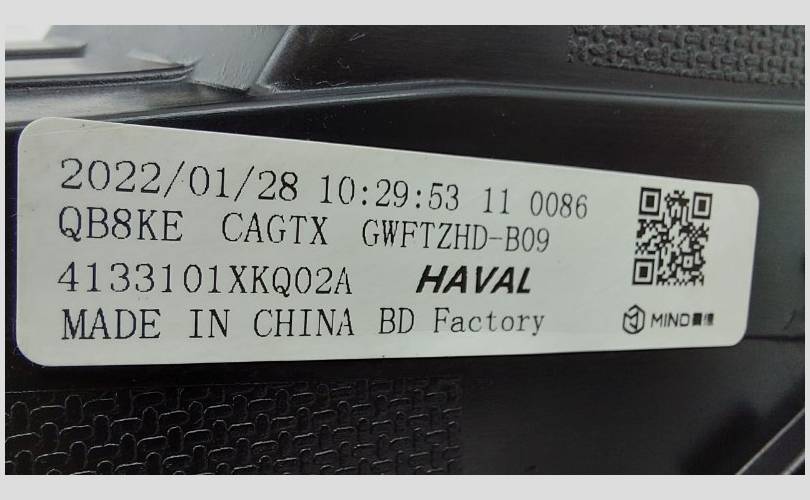 2022/01/28 10:29:53 11 0086
QB8KE CAGTX GWFTZHD-B09
4133101XKQ02A HAVAL
MADE IN CHINA BD Factory
MIND